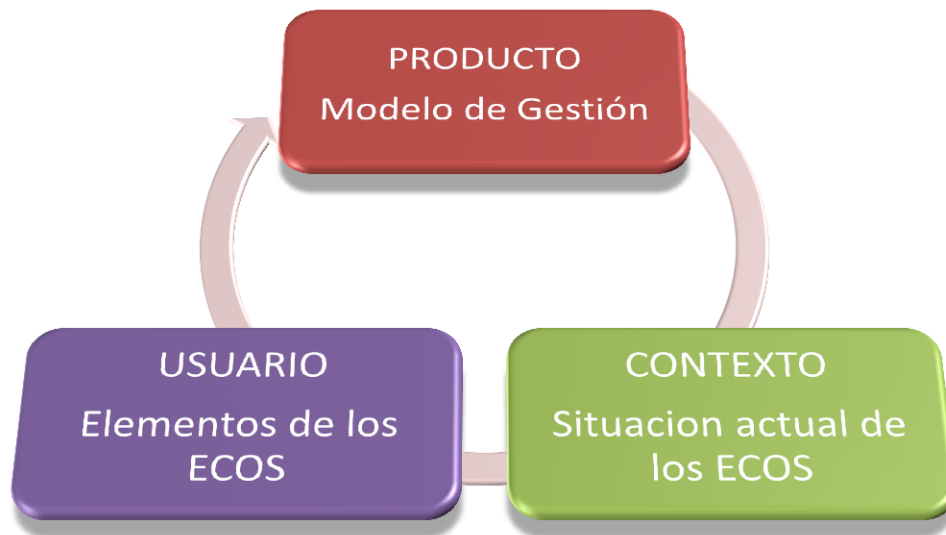 PRODUCTO
Modelo de Gestión
USUARIO
Elementos de los
ECOS
CONTEXTO
Situacion actual de
los ECOS